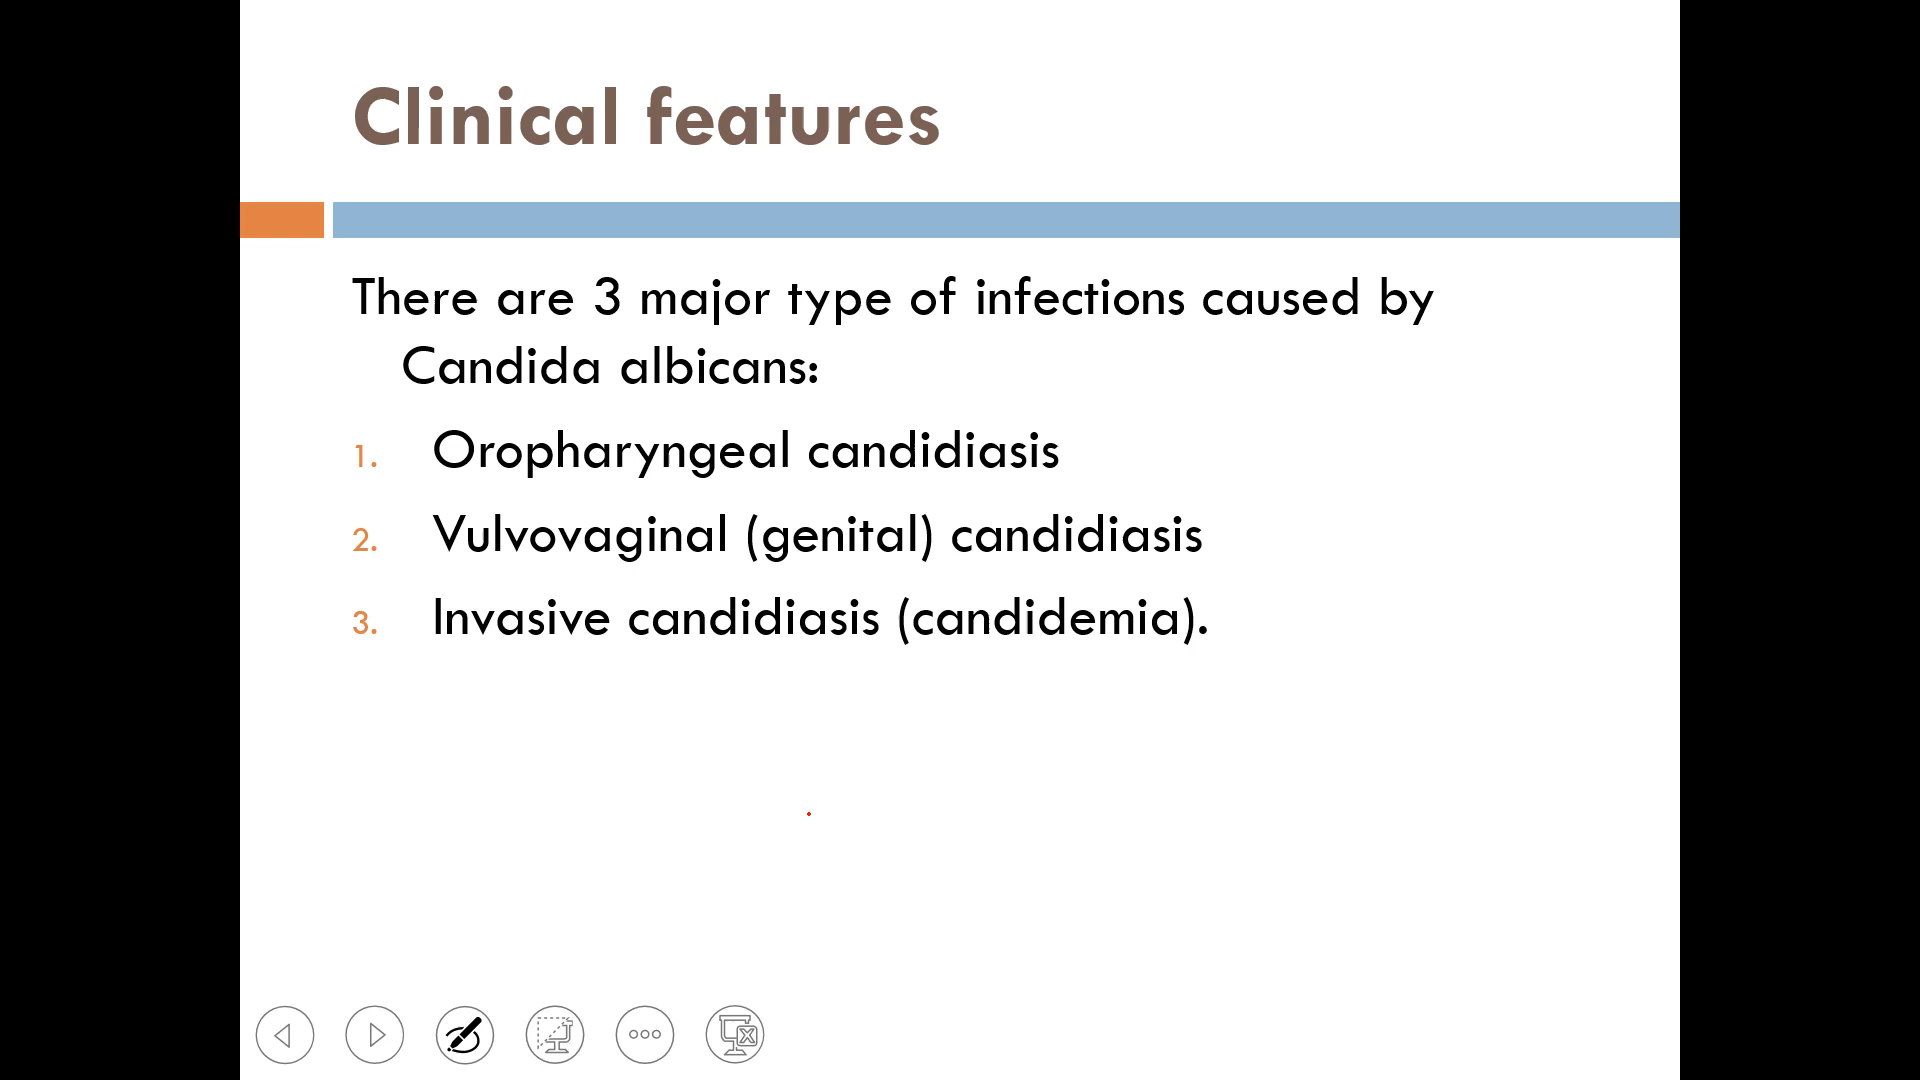 Clinical features
There are 3 major type of infections caused by
Candida albicans:
1. Oropharyngeal candidiasis
2. Vulvovaginal (genital) candidiasis
3. Invasive candidiasis (candidemia).